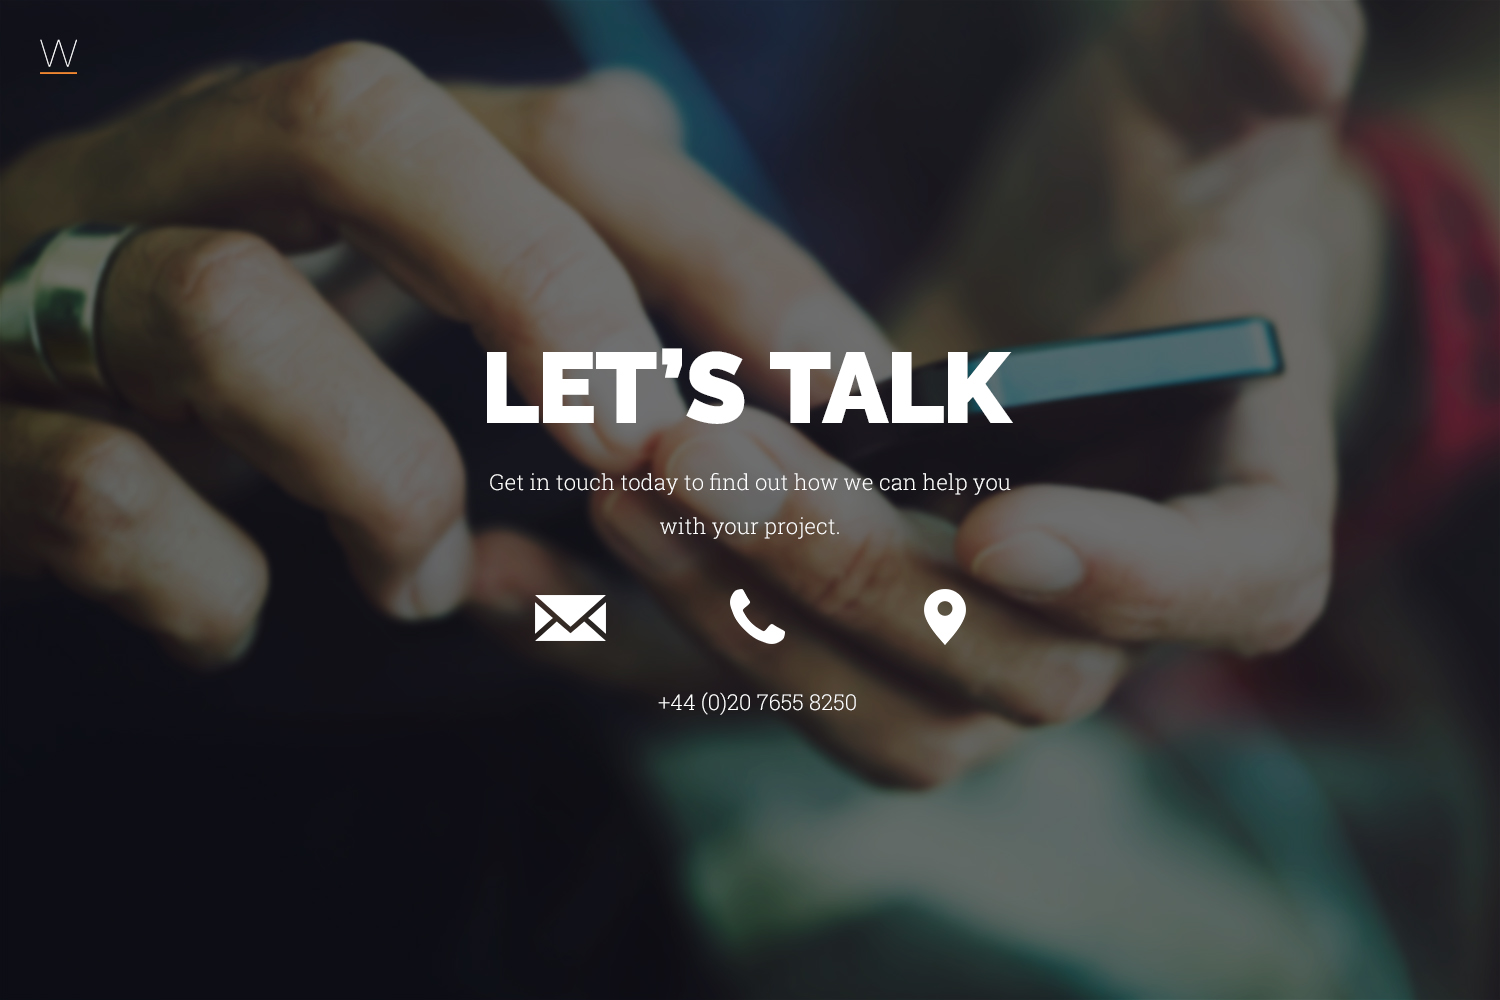 W
LET’S TALK
Get in touch today to find out how we can help you
with your project.
+44 (0)20 7655 8250